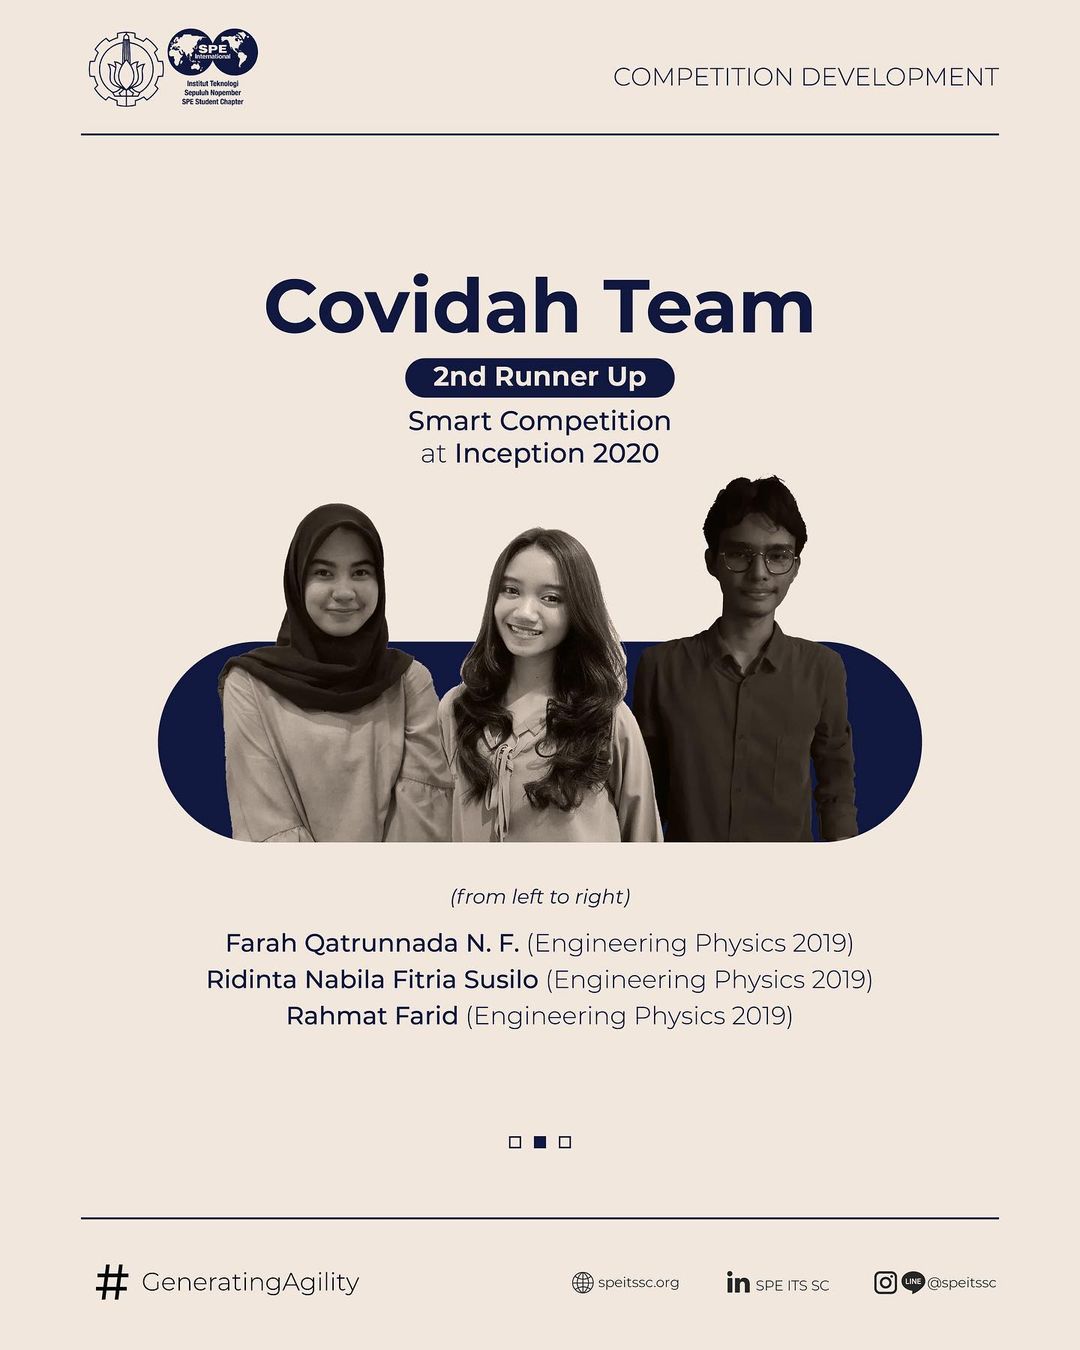 SPE
International
Institut Teknologi
Sepuluh Nopember
SPE Student Chapter
COMPETITION DEVELOPMENT
Covidah Team
2nd Runner Up
Smart Competition
at Inception 2020
(from left to right)
Farah Qatrunnada N. F. (Engineering Physics 2019)
Ridinta Nabila Fitria Susilo (Engineering Physics 2019)
Rahmat Farid (Engineering Physics 2019)
# GeneratingAgility
speitssc.org
in SPE ITS SC
LINE @speitssc